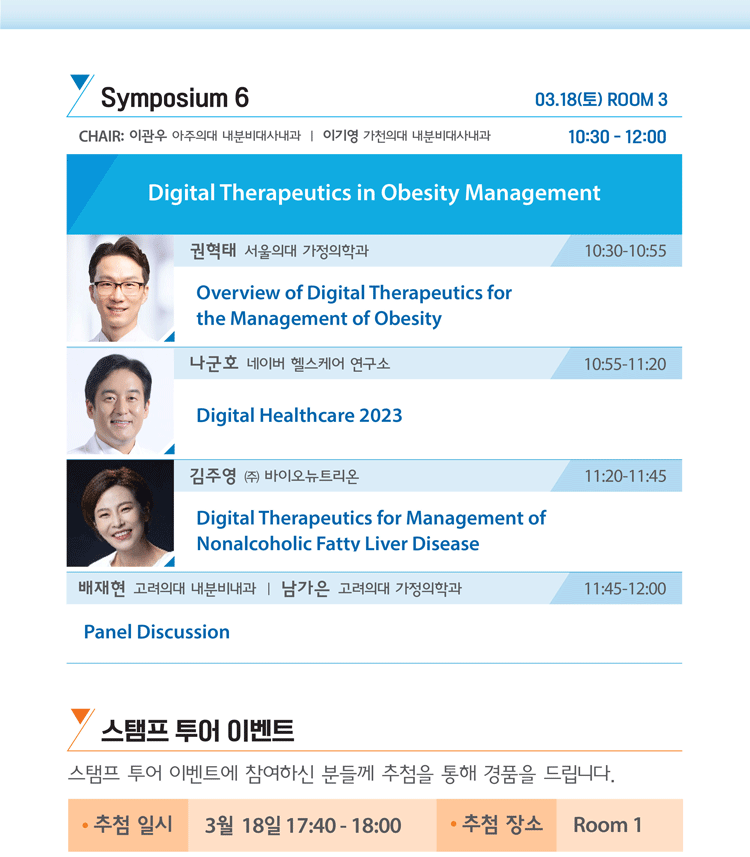 Symposium 6
03.18(토) ROOM 3
CHAIR: 이관우 아주의대 내분비대사내과 | 이기영 가천의대 내분비대사내과
10:30 - 12:00
Digital Therapeutics in Obesity Management
권혁태 서울의대 가정의학과
10:30-10:55
Overview of Digital Therapeutics for
the Management of Obesity
나군호 네이버 헬스케어 연구소
10:55-11:20
Digital Healthcare 2023
김주영 ㈜ 바이오뉴트리온
11:20-11:45
Digital Therapeutics for Management of
Nonalcoholic Fatty Liver Disease
배재현 고려의대 내분비내과 | 남가은 고려의대 가정의학과
11:45-12:00
Panel Discussion
스탬프 투어 이벤트
스탬프 투어 이벤트에 참여하신 분들께 추첨을 통해 경품을 드립니다.
• 추첨 일시
3월 18일 17:40 - 18:00
• 추첨 장소
Room 1